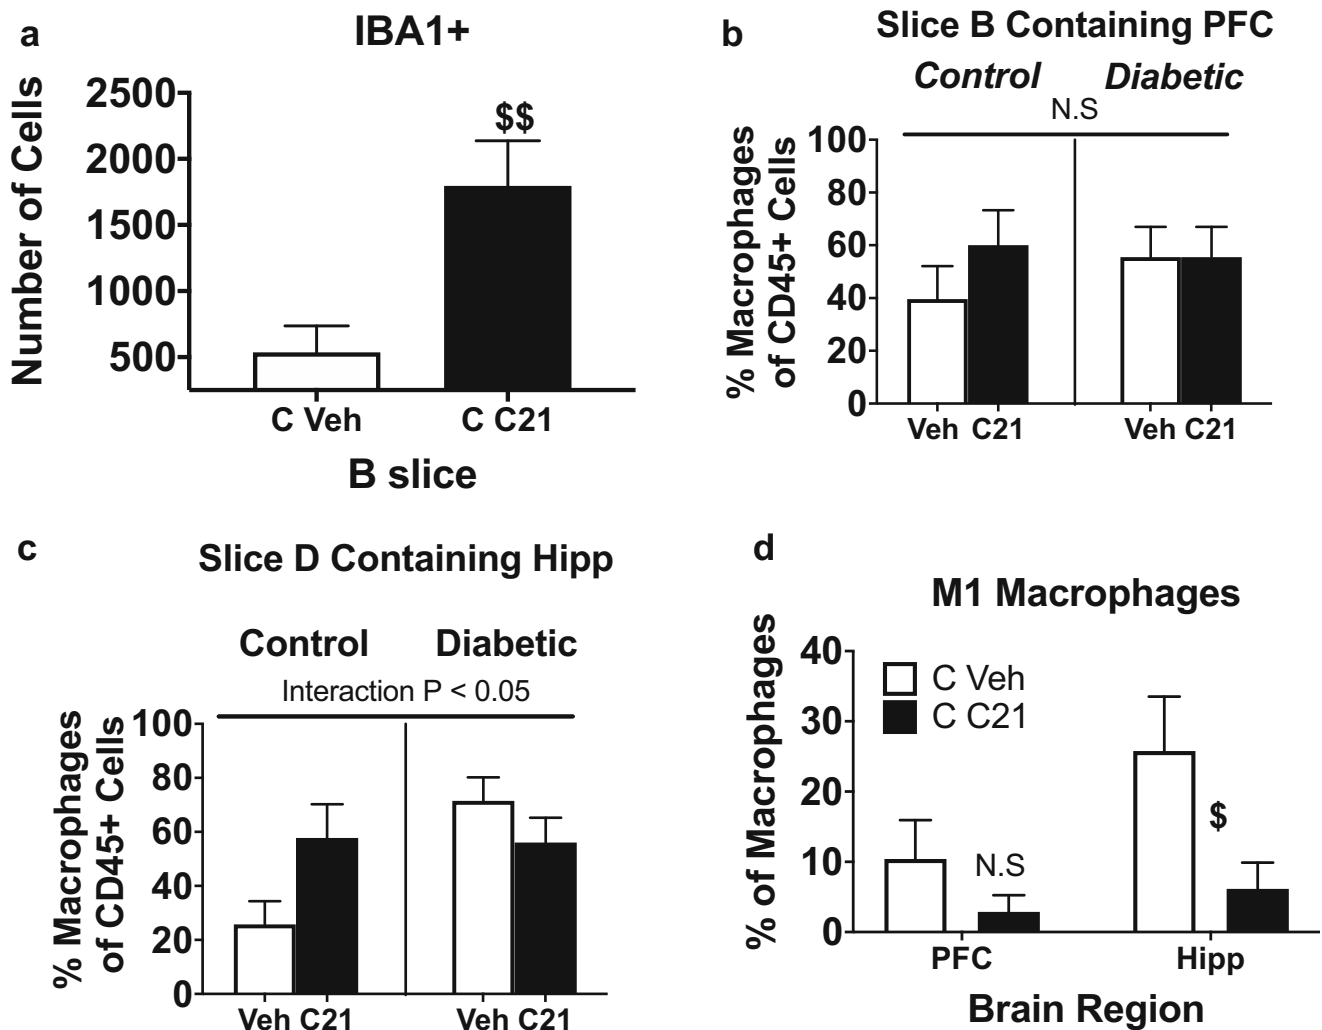 a
IBA1+
Number of Cells
2500
2000
1500
1000
500
$$
C Veh
C C21
B slice
b
Slice B Containing PFC
Control
Diabetic
N.S
% Macrophages
of CD45+ Cells
100
80
60
40
20
0
Veh C21
Veh C21
c
Slice D Containing Hipp
Control
Diabetic
Interaction P < 0.05
% Macrophages
of CD45+ Cells
100
80
60
40
20
0
Veh C21
Veh C21
d
M1 Macrophages
% of Macrophages
40
30
20
10
0
C Veh
C C21
N.S
$
PFC
Hipp
Brain Region